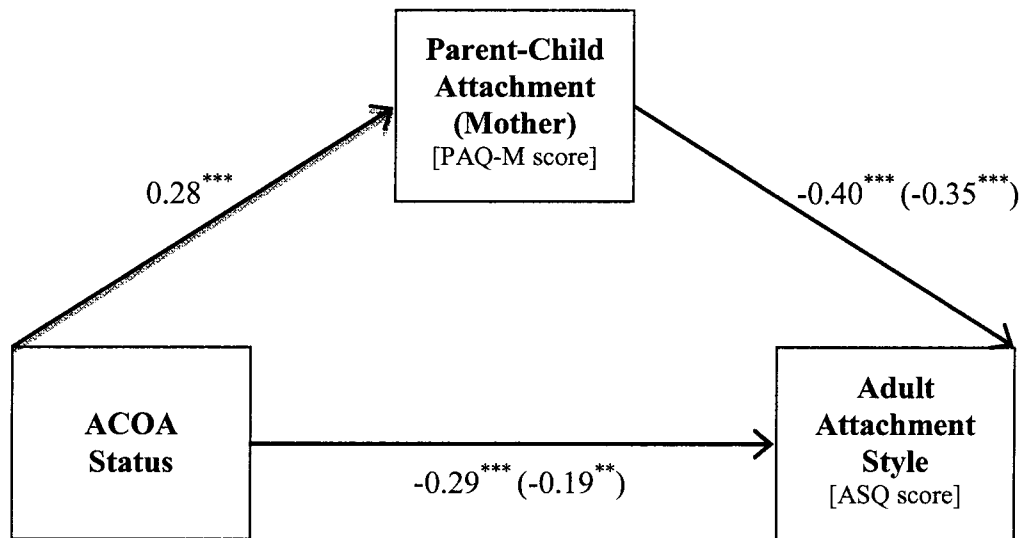 Parent-Child
Attachment
(Mother)
[PAQ-M score]
0.28***
-0.40*** (-0.35***)
ACOA
Status
-0.29*** (-0.19**)
Adult
Attachment
Style
[ASQ score]